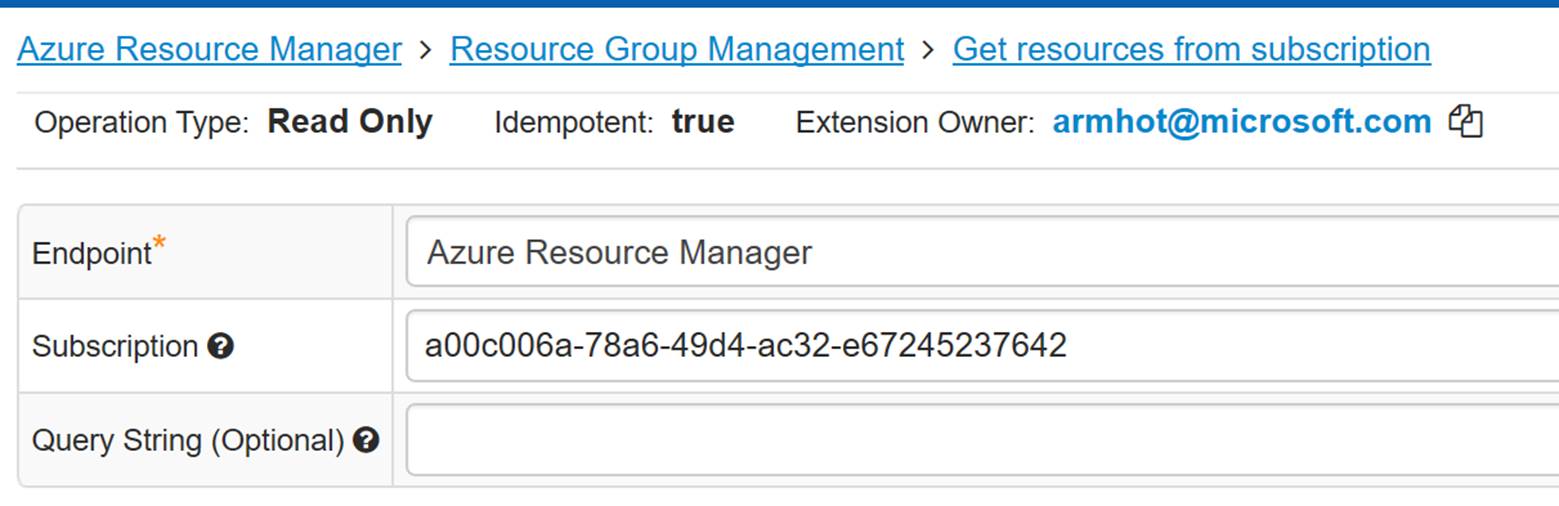 Azure Resource Manager > Resource Group Management > Get resources from subscription
Operation Type: Read Only Idempotent: true Extension Owner: armhot@microsoft.com
Endpoint* Azure Resource Manager
Subscription ? a00c006a-78a6-49d4-ac32-e67245237642
Query String (Optional) ?